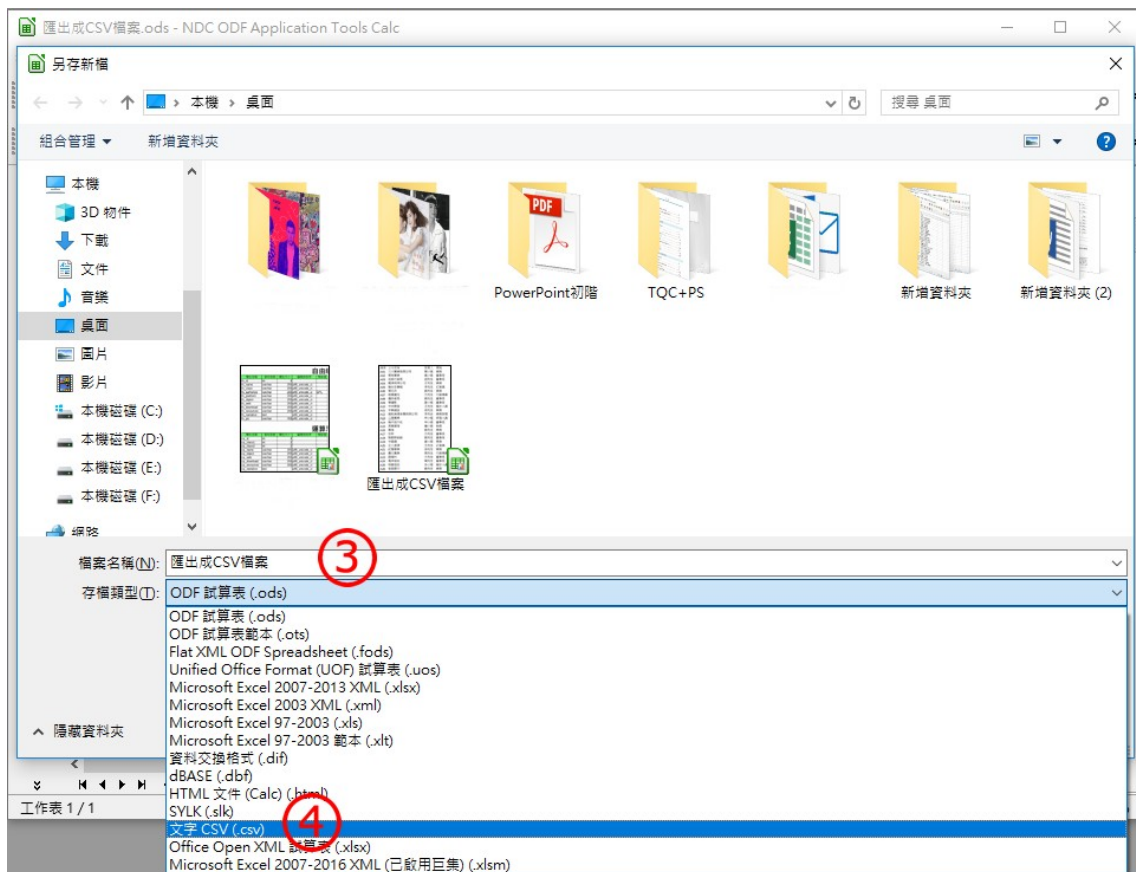 匯出成CSV檔案.ods - NDC ODF Application Tools Calc
另存新檔
本機 › 桌面
搜尋 桌面
組合管理
新增資料夾
本機
3D 物件
下載
文件
音樂
桌面
圖片
影片
本機磁碟 (C:)
本機磁碟 (D:)
本機磁碟 (E:)
本機磁碟 (F:)
網路
PDF
PowerPoint初階
TQC+PS
新增資料夾
新增資料夾 (2)
匯出成CSV檔案
檔案名稱(N):
匯出成CSV檔案
3
存檔類型(T):
ODF 試算表 (.ods)
ODF 試算表 (.ods)
ODF 試算表範本 (.ots)
Flat XML ODF Spreadsheet (.fods)
Unified Office Format (UOF) 試算表 (.uos)
Microsoft Excel 2007-2013 XML (.xlsx)
Microsoft Excel 2003 XML (.xml)
Microsoft Excel 97-2003 (.xls)
Microsoft Excel 97-2003 範本 (.xlt)
資料交換格式 (.dif)
dBASE (.dbf)
HTML 文件 (Calc) (.html)
SYLK (.slk)
文字 CSV (.csv)
4
Office Open XML 試算表 (.xlsx)
Microsoft Excel 2007-2016 XML (已啟用巨集) (.xlsm)
隱藏資料夾
工作表 1 / 1